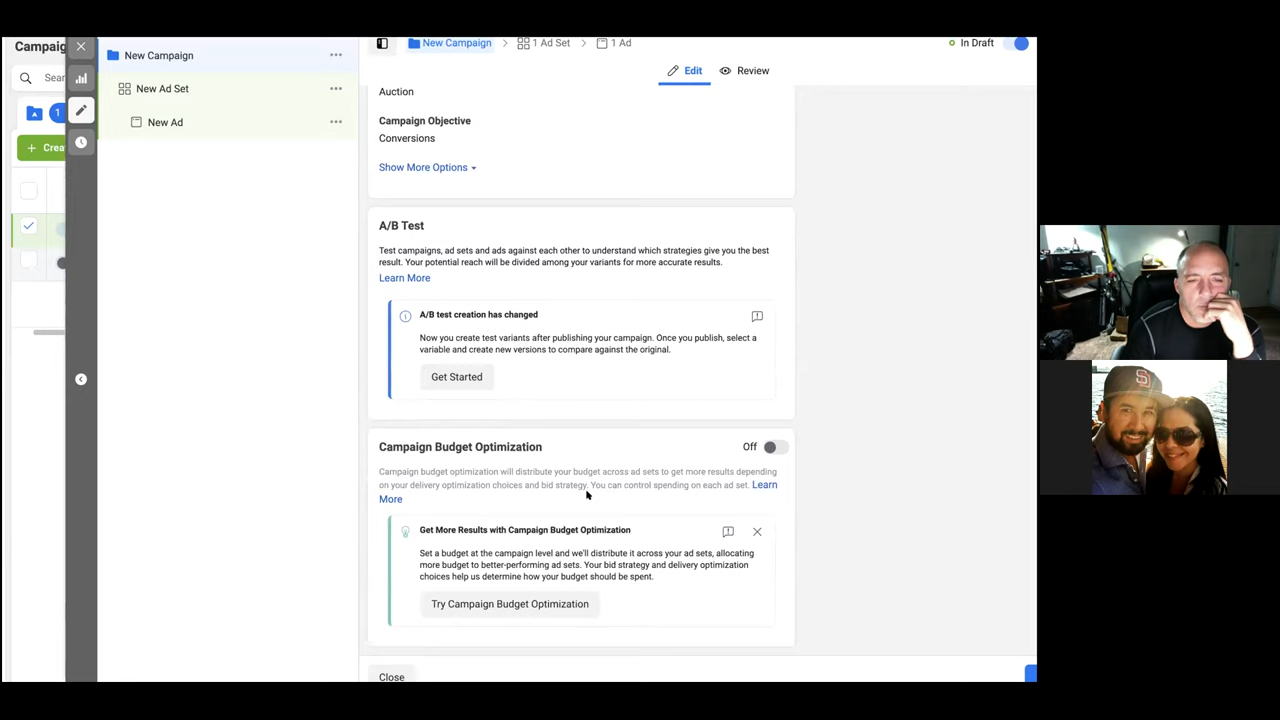 Campaig
New Campaign
New Campaign
1 Ad Set
1 Ad
In Draft
Sear
Edit
Review
New Ad Set
Auction
1
New Ad
Campaign Objective
Conversions
+ Crea
Show More Options
A/B Test
Test campaigns, ad sets and ads against each other to understand which strategies give you the best
result. Your potential reach will be divided among your variants for more accurate results.
Learn More
A/B test creation has changed
Now you create test variants after publishing your campaign. Once you publish, select a
variable and create new versions to compare against the original.
Get Started
Campaign Budget Optimization
Off
Campaign budget optimization will distribute your budget across ad sets to get more results depending
on your delivery optimization choices and bid strategy. You can control spending on each ad set. Learn
More
Get More Results with Campaign Budget Optimization
Set a budget at the campaign level and we'll distribute it across your ad sets, allocating
more budget to better-performing ad sets. Your bid strategy and delivery optimization
choices help us determine how your budget should be spent.
Try Campaign Budget Optimization
Close
S